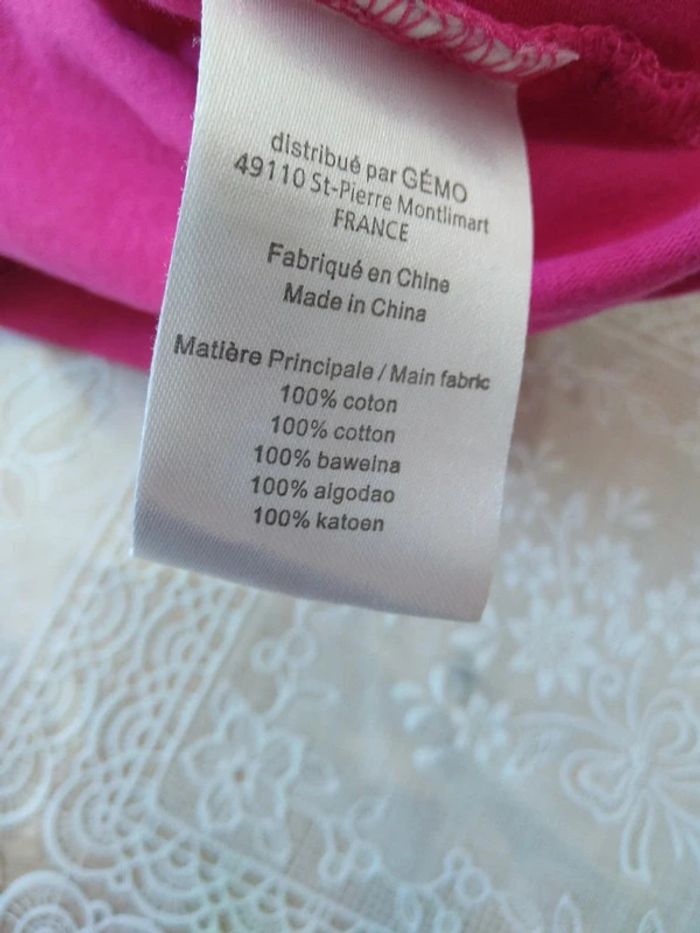 distribué par GÉMO
49110 St-Pierre Montlimart
FRANCE
Fabriqué en Chine
Made in China
Matière Principale / Main fabric
100% coton
100% cotton
100% bawełna
100% algodao
100% katoen